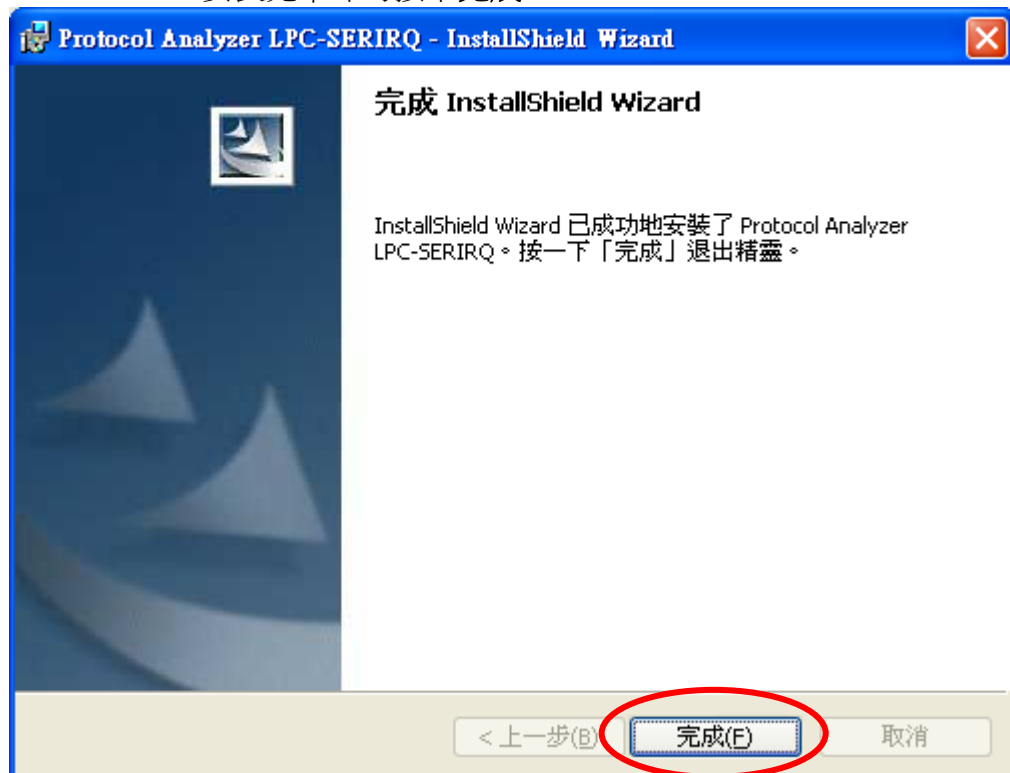 Protocol Analyzer LPC-SERIRQ - InstallShield Wizard
完成 InstallShield Wizard
InstallShield Wizard 已成功地安裝了 Protocol Analyzer
LPC-SERIRQ。按一下「完成」退出精靈。
<上一步(B)
完成(F)
取消